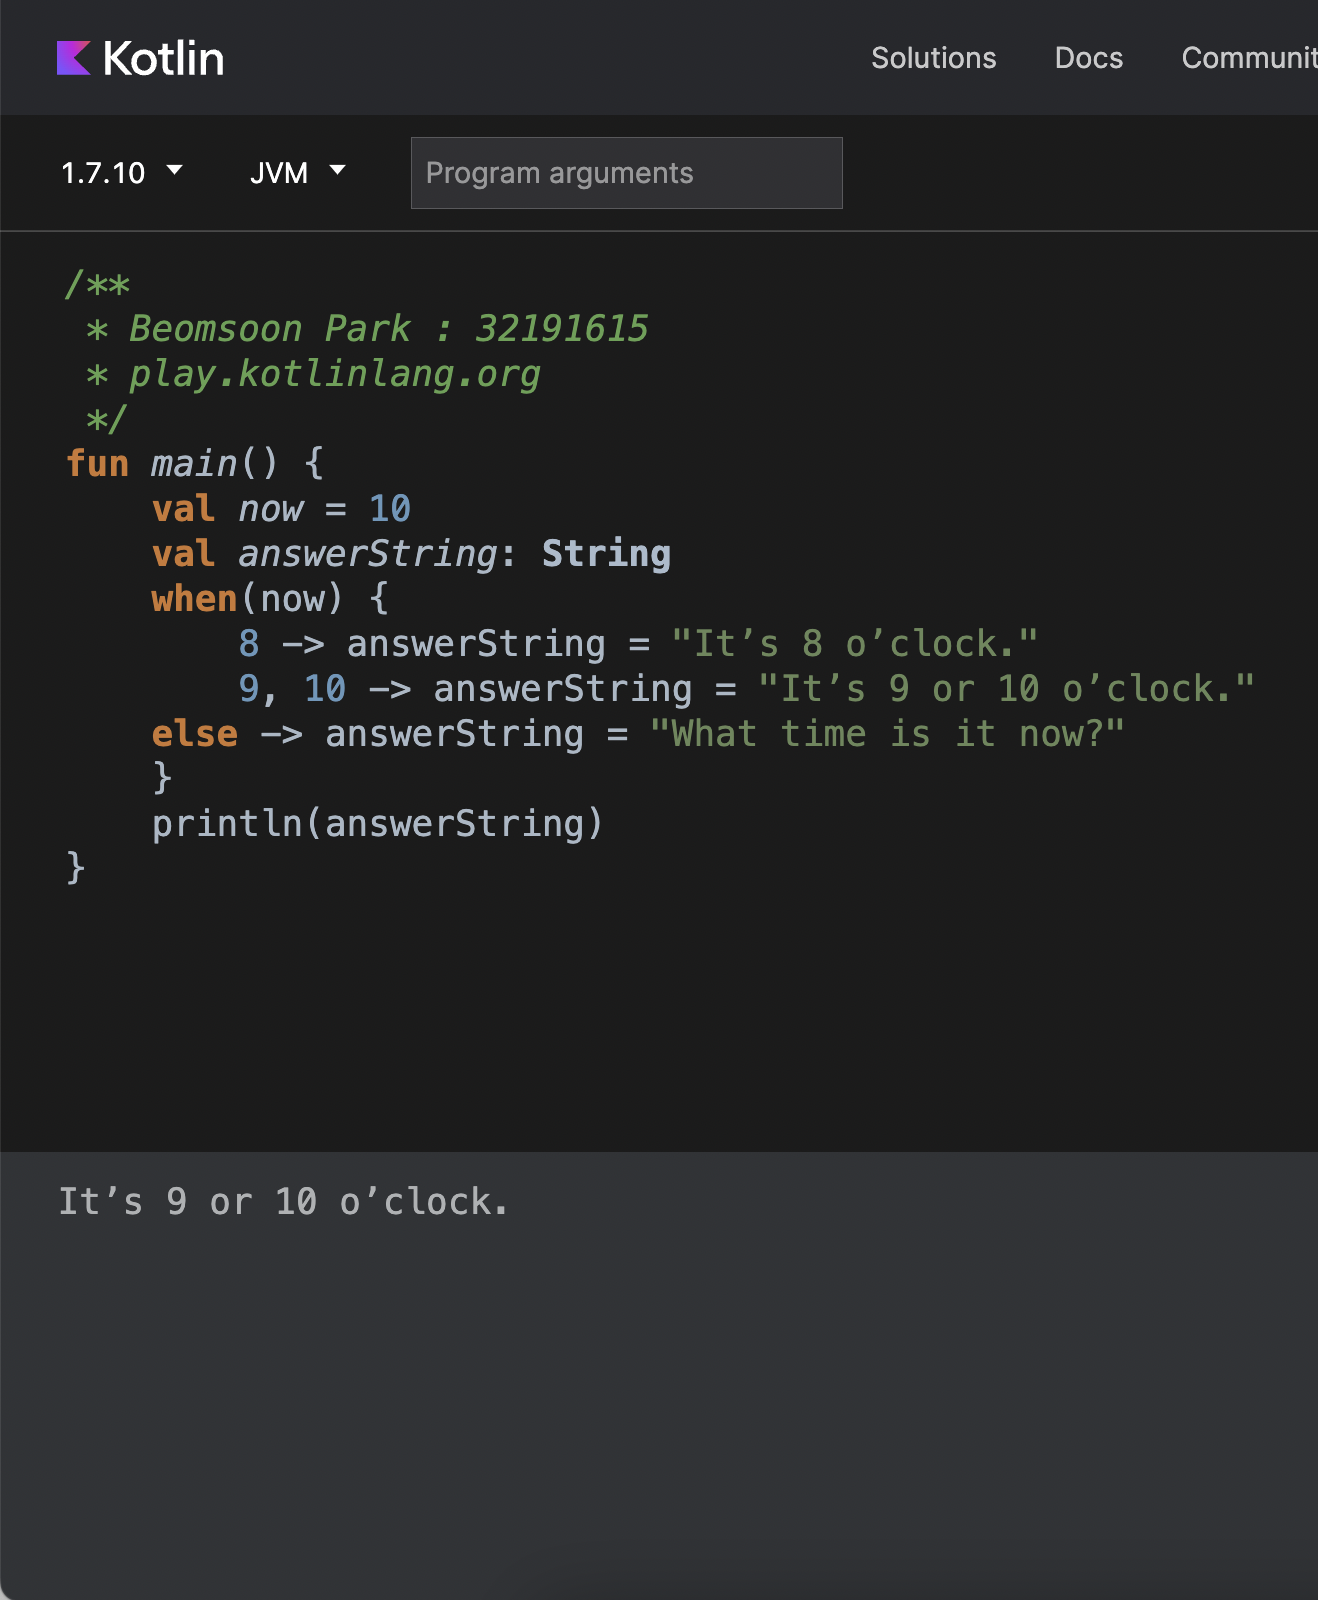 Kotlin Solutions Docs
1.7.10 JVM Program arguments
/**
 * Beomsoon Park : 32191615
 * play.kotlinlang.org
 */
fun main() {
    val now = 10
    val answerString: String
    when(now) {
        8 -> answerString = "It’s 8 o’clock."
        9, 10 -> answerString = "It’s 9 or 10 o’clock."
    else -> answerString = "What time is it now?"
    }
    println(answerString)
}
It’s 9 or 10 o’clock.